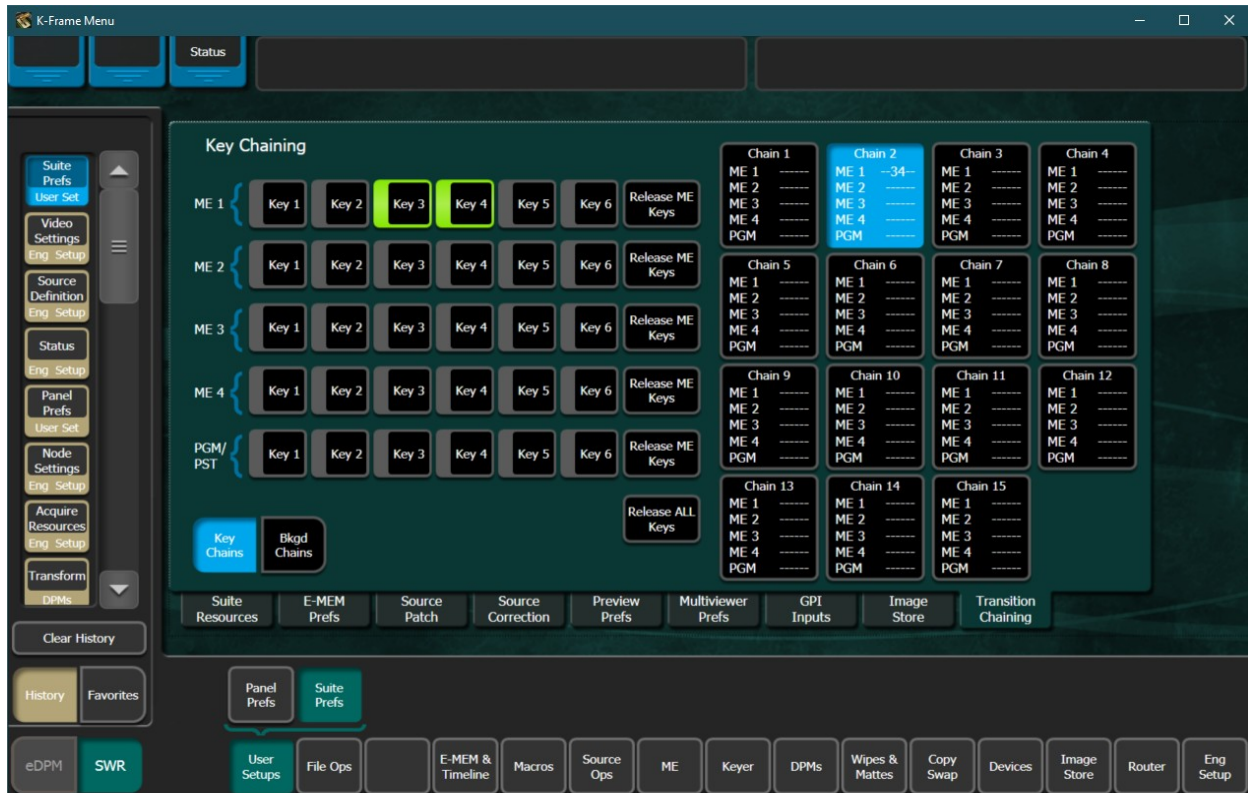 K-Frame Menu
Status
Suite
Prefs
User Set
Video
Settings
Eng Setup
Source
Definition
Eng Setup
Status
Eng Setup
Panel
Prefs
User Set
Node
Settings
Eng Setup
Acquire
Resources
Eng Setup
Transform
DPMs
Clear History
History Favorites
eDPM SWR
Key Chaining
ME 1 { Key 1 Key 2 Key 3 Key 4 Key 5 Key 6 Release ME
Keys
ME 2 { Key 1 Key 2 Key 3 Key 4 Key 5 Key 6 Release ME
Keys
ME 3 { Key 1 Key 2 Key 3 Key 4 Key 5 Key 6 Release ME
Keys
ME 4 { Key 1 Key 2 Key 3 Key 4 Key 5 Key 6 Release ME
Keys
PGM/
PST { Key 1 Key 2 Key 3 Key 4 Key 5 Key 6 Release ME
Keys
Release ALL
Keys
Key
Chains
Bkgd
Chains
Chain 1
ME 1 ------
ME 2 ------
ME 3 ------
ME 4 ------
PGM ------
Chain 2
ME 1 --34--
ME 2 ------
ME 3 ------
ME 4 ------
PGM ------
Chain 3
ME 1 ------
ME 2 ------
ME 3 ------
ME 4 ------
PGM ------
Chain 4
ME 1 ------
ME 2 ------
ME 3 ------
ME 4 ------
PGM ------
Chain 5
ME 1 ------
ME 2 ------
ME 3 ------
ME 4 ------
PGM ------
Chain 6
ME 1 ------
ME 2 ------
ME 3 ------
ME 4 ------
PGM ------
Chain 7
ME 1 ------
ME 2 ------
ME 3 ------
ME 4 ------
PGM ------
Chain 8
ME 1 ------
ME 2 ------
ME 3 ------
ME 4 ------
PGM ------
Chain 9
ME 1 ------
ME 2 ------
ME 3 ------
ME 4 ------
PGM ------
Chain 10
ME 1 ------
ME 2 ------
ME 3 ------
ME 4 ------
PGM ------
Chain 11
ME 1 ------
ME 2 ------
ME 3 ------
ME 4 ------
PGM ------
Chain 12
ME 1 ------
ME 2 ------
ME 3 ------
ME 4 ------
PGM ------
Chain 13
ME 1 ------
ME 2 ------
ME 3 ------
ME 4 ------
PGM ------
Chain 14
ME 1 ------
ME 2 ------
ME 3 ------
ME 4 ------
PGM ------
Chain 15
ME 1 ------
ME 2 ------
ME 3 ------
ME 4 ------
PGM ------
Suite
Resources
E-MEM
Prefs
Source
Patch
Source
Correction
Preview
Prefs
Multiviewer
Prefs
GPI
Inputs
Image
Store
Transition
Chaining
Panel
Prefs
Suite
Prefs
User
Setups
File Ops
E-MEM &
Timeline
Macros
Source
Ops
ME
Keyer
DPMs
Wipes &
Mattes
Copy
Swap
Devices
Image
Store
Router
Eng
Setup